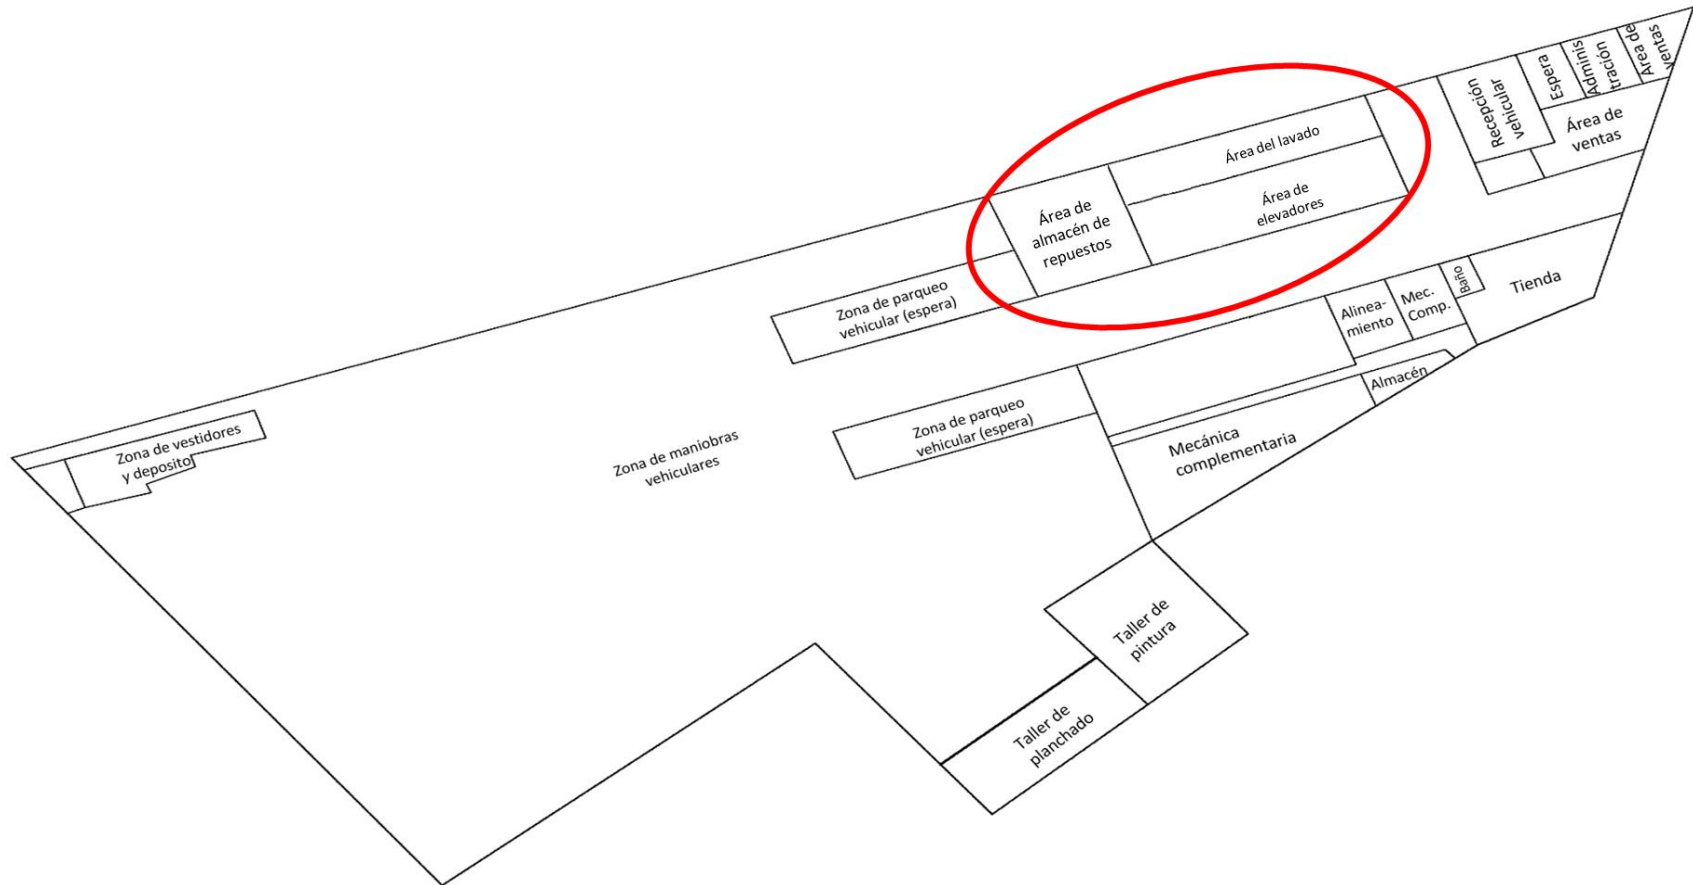 Recepción
vehicular
Espera
Adminis
tración
Área de
ventas
Área de
ventas
Área del lavado
Área de
elevadores
Área de
almacén de
repuestos
Zona de parqueo
vehicular (espera)
Alinea-
miento
Mec.
Comp.
Baño
Tienda
Almacén
Zona de parqueo
vehicular (espera)
Mecánica
complementaria
Zona de vestidores
y deposito
Zona de maniobras
vehiculares
Taller de
pintura
Taller de
planchado